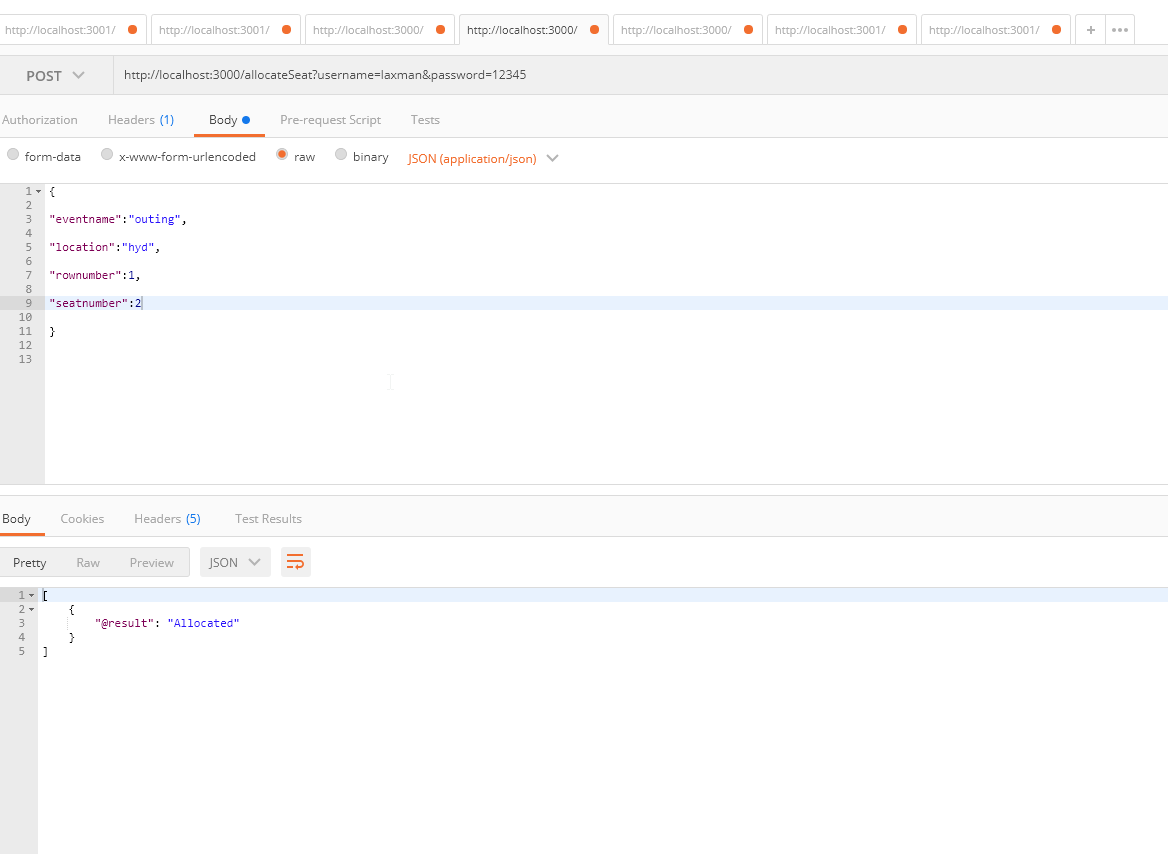 http://localhost:3001/ http://localhost:3001/ http://localhost:3000/ http://localhost:3000/ http://localhost:3000/ http://localhost:3001/ http://localhost:3001/ + •••
POST http://localhost:3000/allocateSeat?username=laxman&password=12345
Authorization Headers (1) Body Pre-request Script Tests
form-data x-www-form-urlencoded raw binary JSON (application/json)
1 {
2
3 "eventname":"outing",
4
5 "location":"hyd",
6
7 "rownumber":1,
8
9 "seatnumber":2
10
11 }
12
13
Body Cookies Headers (5) Test Results
Pretty Raw Preview JSON
1 [
2 {
3 "@result": "Allocated"
4 }
5 ]